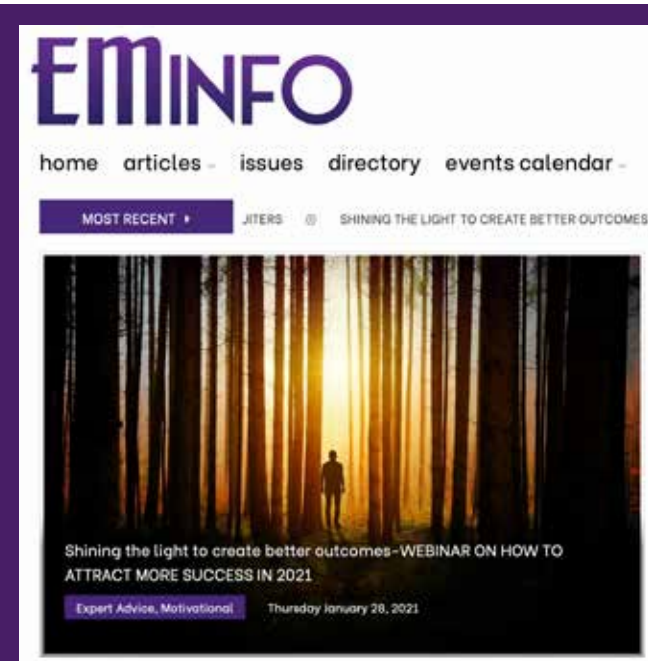 EMINFO
home articles issues directory events calendar
MOST RECENT JITERS SHINING THE LIGHT TO CREATE BETTER OUTCOMES
Shining the light to create better outcomes-WEBINAR ON HOW TO
ATTRACT MORE SUCCESS IN 2021
Expert Advice, Motivational Thursday January 28, 2021